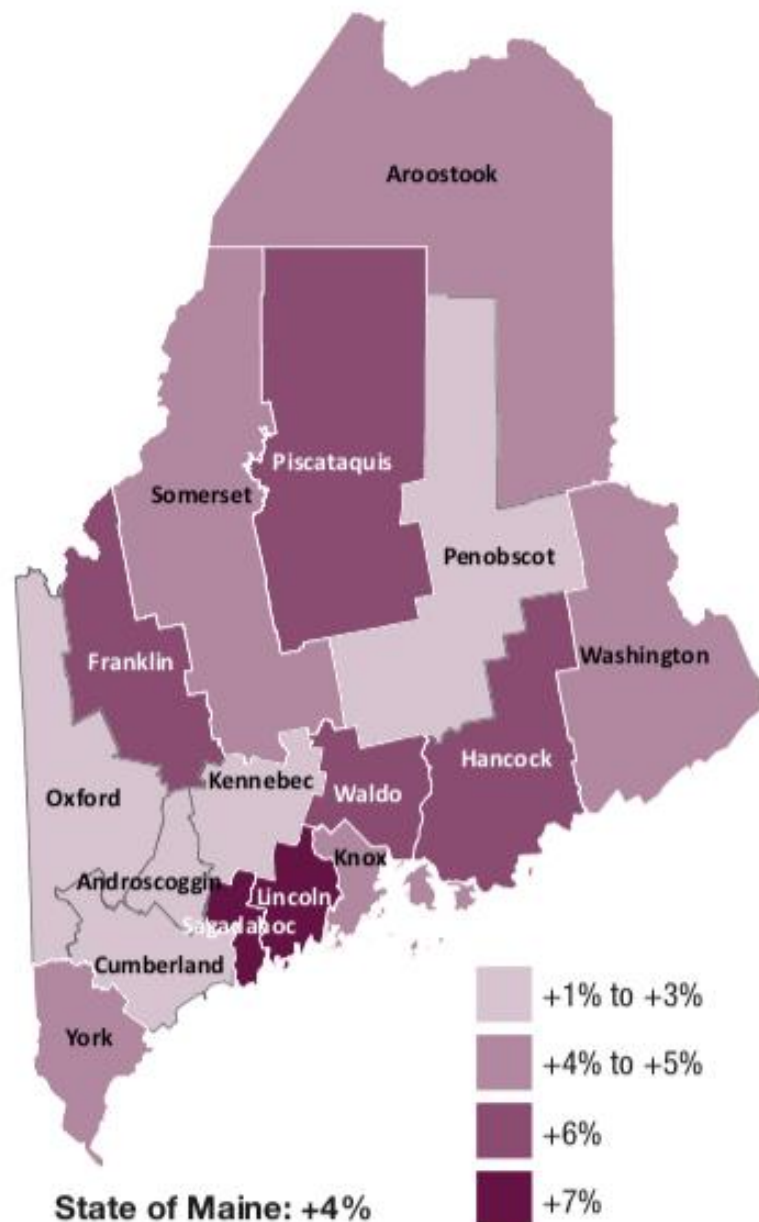 Aroostook
Piscataquis
Somerset
Penobscot
Franklin
Washington
Hancock
Kennebec
Waldo
Oxford
Knox
Androscoggin
Lincoln
Sagadahoc
Cumberland
York
+1% to +3%
+4% to +5%
+6%
+7%
State of Maine: +4%